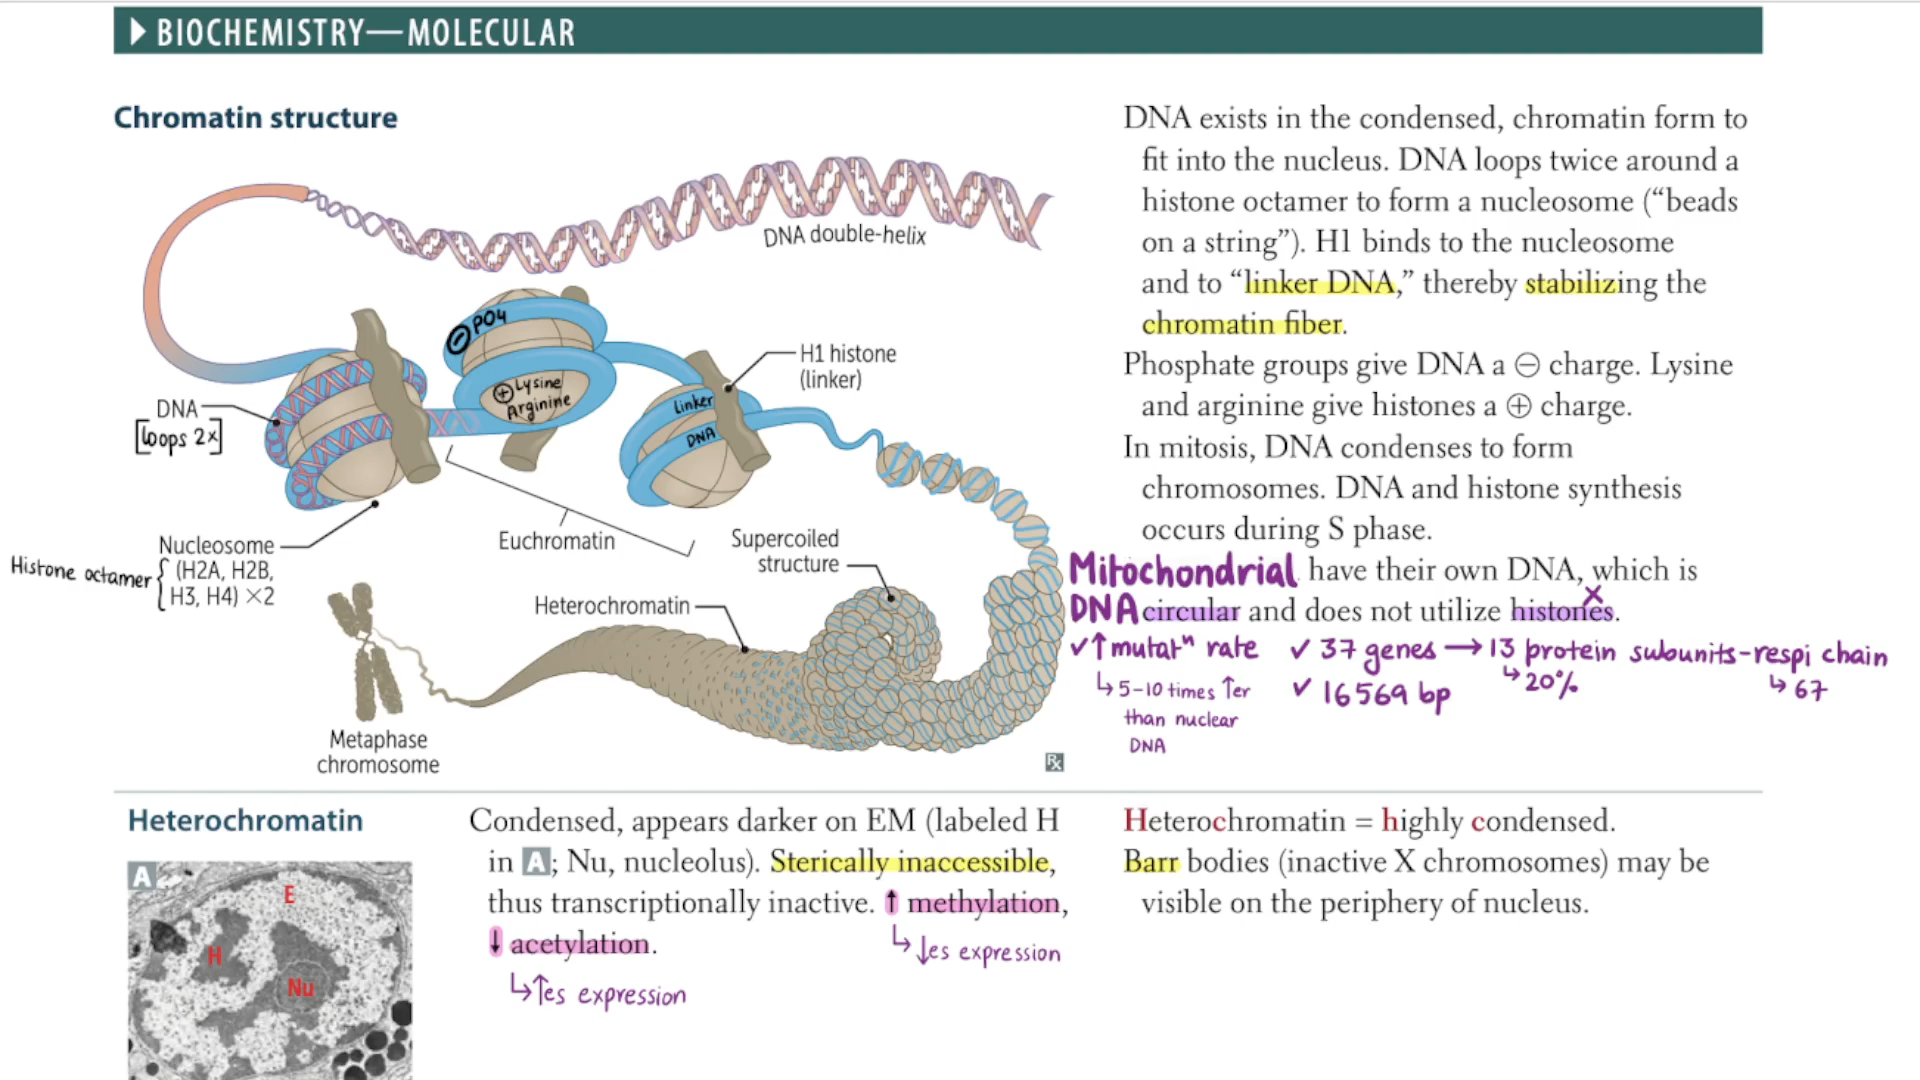 BIOCHEMISTRY—MOLECULAR
Chromatin structure
DNA double-helix
⊖ PO4
⊕ Lysine
Arginine
H1 histone
(linker)
Linker
DNA
DNA
[Loops 2x]
Nucleosome
Histone octamer { (H2A, H2B,
H3, H4) ×2
Euchromatin
Supercoiled
structure
Heterochromatin
Metaphase
chromosome
Rx
DNA exists in the condensed, chromatin form to
fit into the nucleus. DNA loops twice around a
histone octamer to form a nucleosome (“beads
on a string”). H1 binds to the nucleosome
and to “linker DNA,” thereby stabilizing the
chromatin fiber.
Phosphate groups give DNA a ⊖ charge. Lysine
and arginine give histones a ⊕ charge.
In mitosis, DNA condenses to form
chromosomes. DNA and histone synthesis
occurs during S phase.
Mitochondrial have their own DNA, which is
DNA circular and does not utilize histones.
x
✓ ↑ mutatⁿ rate
↳ 5-10 times ↑er
than nuclear
DNA
✓ 37 genes → 13 protein subunits-respi chain
↳ 20%
↳ 67
✓ 16569 bp
Heterochromatin
A
E
H
Nu
Condensed, appears darker on EM (labeled H
in A; Nu, nucleolus). Sterically inaccessible,
thus transcriptionally inactive. ↑ methylation,
↓ acetylation.
↳ ↓es expression
↳ ↑es expression
Heterochromatin = highly condensed.
Barr bodies (inactive X chromosomes) may be
visible on the periphery of nucleus.